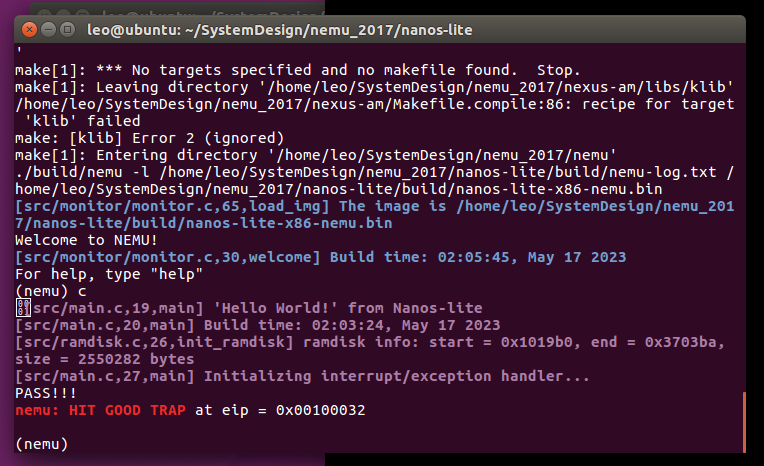 leo@ubuntu: ~/SystemDesign/nemu_2017/nanos-lite
'
make[1]: *** No targets specified and no makefile found.  Stop.
make[1]: Leaving directory '/home/leo/SystemDesign/nemu_2017/nexus-am/libs/klib'
/home/leo/SystemDesign/nemu_2017/nexus-am/Makefile.compile:86: recipe for target
 'klib' failed
make: [klib] Error 2 (ignored)
make[1]: Entering directory '/home/leo/SystemDesign/nemu_2017/nemu'
./build/nemu -l /home/leo/SystemDesign/nemu_2017/nanos-lite/build/nemu-log.txt /
home/leo/SystemDesign/nemu_2017/nanos-lite/build/nanos-lite-x86-nemu.bin
[src/monitor/monitor.c,65,load_img] The image is /home/leo/SystemDesign/nemu_201
7/nanos-lite/build/nanos-lite-x86-nemu.bin
Welcome to NEMU!
[src/monitor/monitor.c,30,welcome] Build time: 02:05:45, May 17 2023
For help, type "help"
(nemu) c
[src/main.c,19,main] 'Hello World!' from Nanos-lite
[src/main.c,20,main] Build time: 02:03:24, May 17 2023
[src/ramdisk.c,26,init_ramdisk] ramdisk info: start = 0x1019b0, end = 0x3703ba,
size = 2550282 bytes
[src/main.c,27,main] Initializing interrupt/exception handler...
PASS!!!
nemu: HIT GOOD TRAP at eip = 0x00100032
(nemu)